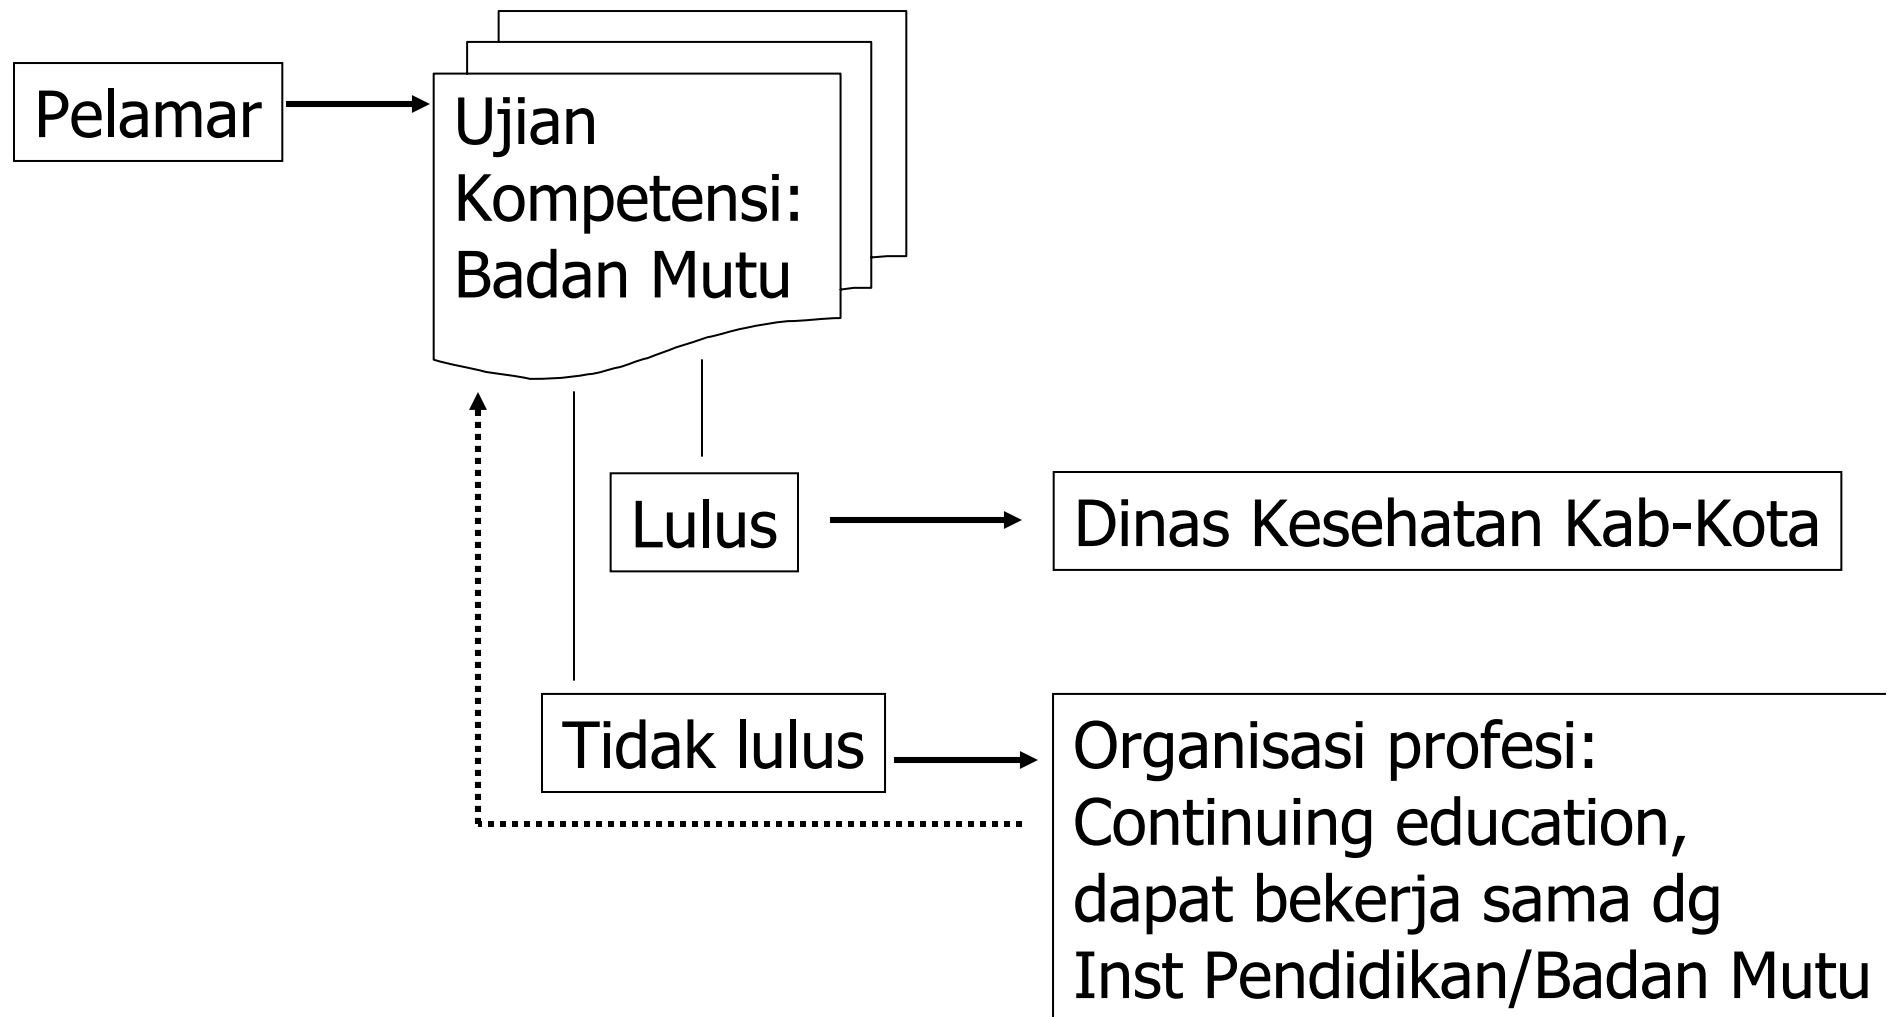 Pelamar
Ujian
Kompetensi:
Badan Mutu
Lulus
Dinas Kesehatan Kab-Kota
Tidak lulus
Organisasi profesi:
Continuing education,
dapat bekerja sama dg
Inst Pendidikan/Badan Mutu